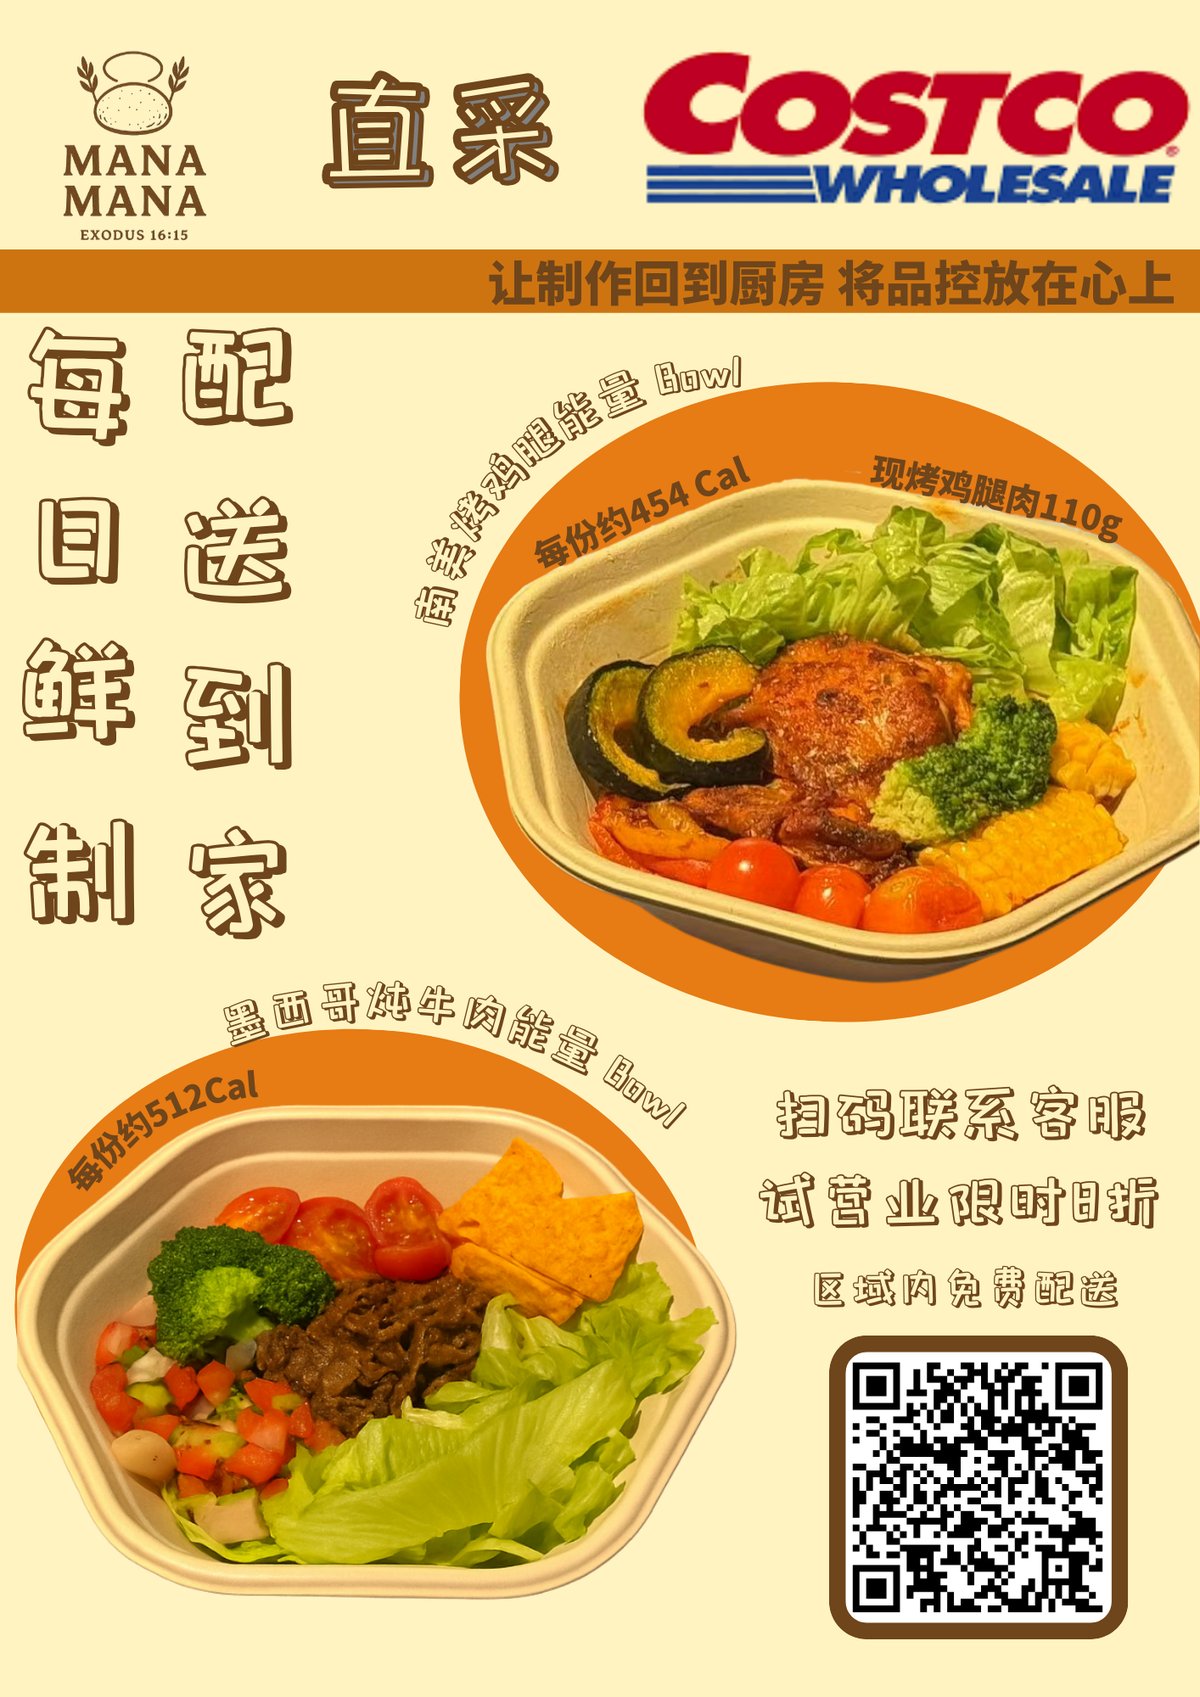 MANA
MANA
EXODUS 16:15
直采
COSTCO
WHOLESALE
让制作回到厨房 将品控放在心上
每日鲜制
配送到家
南美烤鸡腿能量 Bowl
每份约454 Cal
现烤鸡腿肉110g
墨西哥炖牛肉能量 Bowl
每份约512Cal
扫码联系客服
试营业限时8折
区域内免费配送